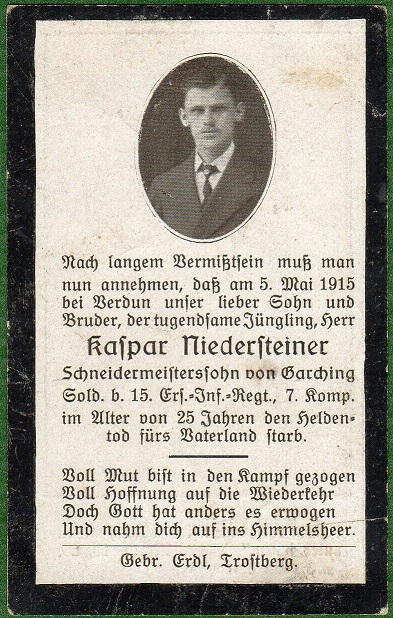 Nach langem Vermißtsein muß man
nun annehmen, daß am 5. Mai 1915
bei Verdun unser lieber Sohn und
Bruder, der tugendsame Jüngling, Herr
Kaspar Niedersteiner
Schneidermeisterssohn von Garching
Sold. b. 15. Ers.-Inf.-Regt., 7. Komp.
im Alter von 25 Jahren den Helden-
tod fürs Vaterland starb.
Voll Mut bist in den Kampf gezogen
Voll Hoffnung auf die Wiederkehr
Doch Gott hat anders es erwogen
Und nahm dich auf ins Himmelsheer.
Gebr. Erdl, Trostberg.